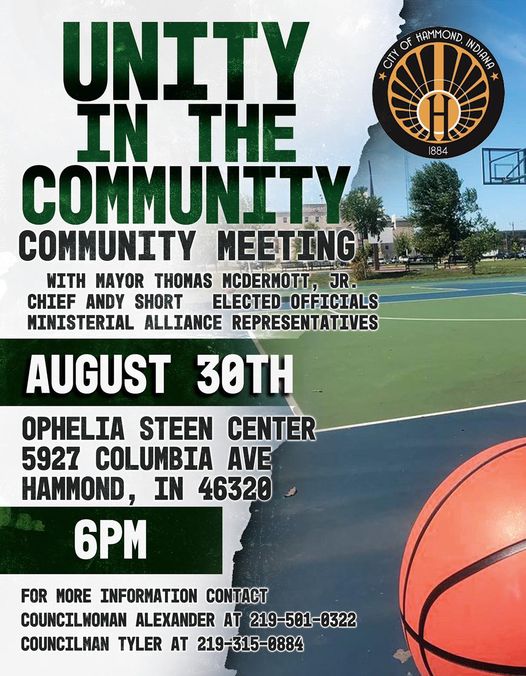 UNITY
IN THE
COMMUNITY
COMMUNITY MEETING
WITH MAYOR THOMAS MCDERMOTT, JR.
CHIEF ANDY SHORT ELECTED OFFICIALS
MINISTERIAL ALLIANCE REPRESENTATIVES
AUGUST 30TH
OPHELIA STEEN CENTER
5927 COLUMBIA AVE
HAMMOND, IN 46320
6PM
FOR MORE INFORMATION CONTACT
COUNCILWOMAN ALEXANDER AT 219-501-0322
COUNCILMAN TYLER AT 219-315-0884
CITY OF HAMMOND INDIANA
H
1884